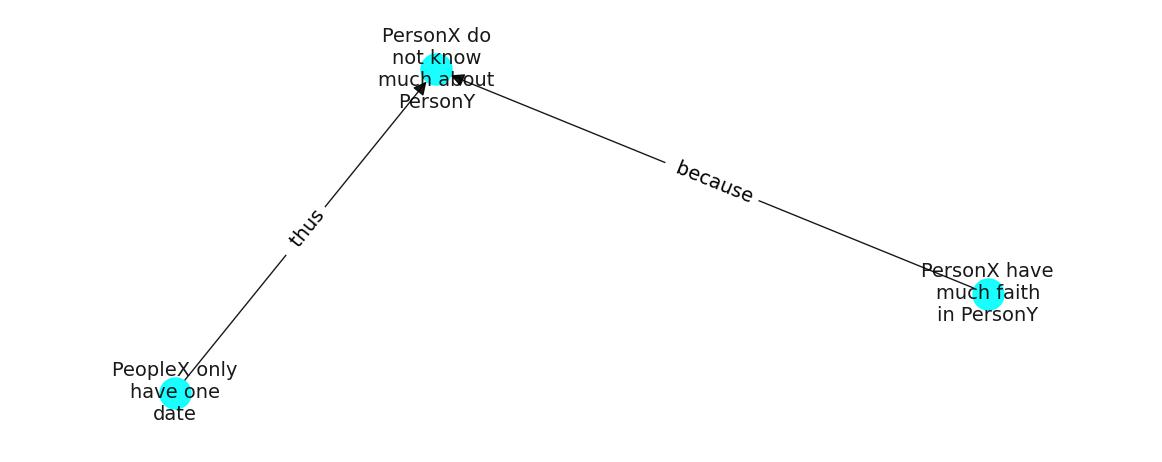 PersonX do
not know
much about
PersonY
because
thus
PersonX have
much faith
in PersonY
PeopleX only
have one
date